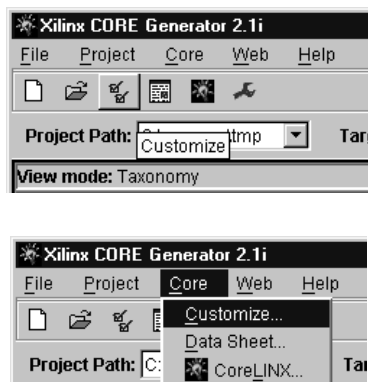 Xilinx CORE Generator 2.1i
File Project Core Web Help
Project Path: \tmp Tar
Customize
View mode: Taxonomy
Xilinx CORE Generator 2.1i
File Project Core Web Help
Customize...
Data Sheet...
Project Path: C: CoreLINX... Tar